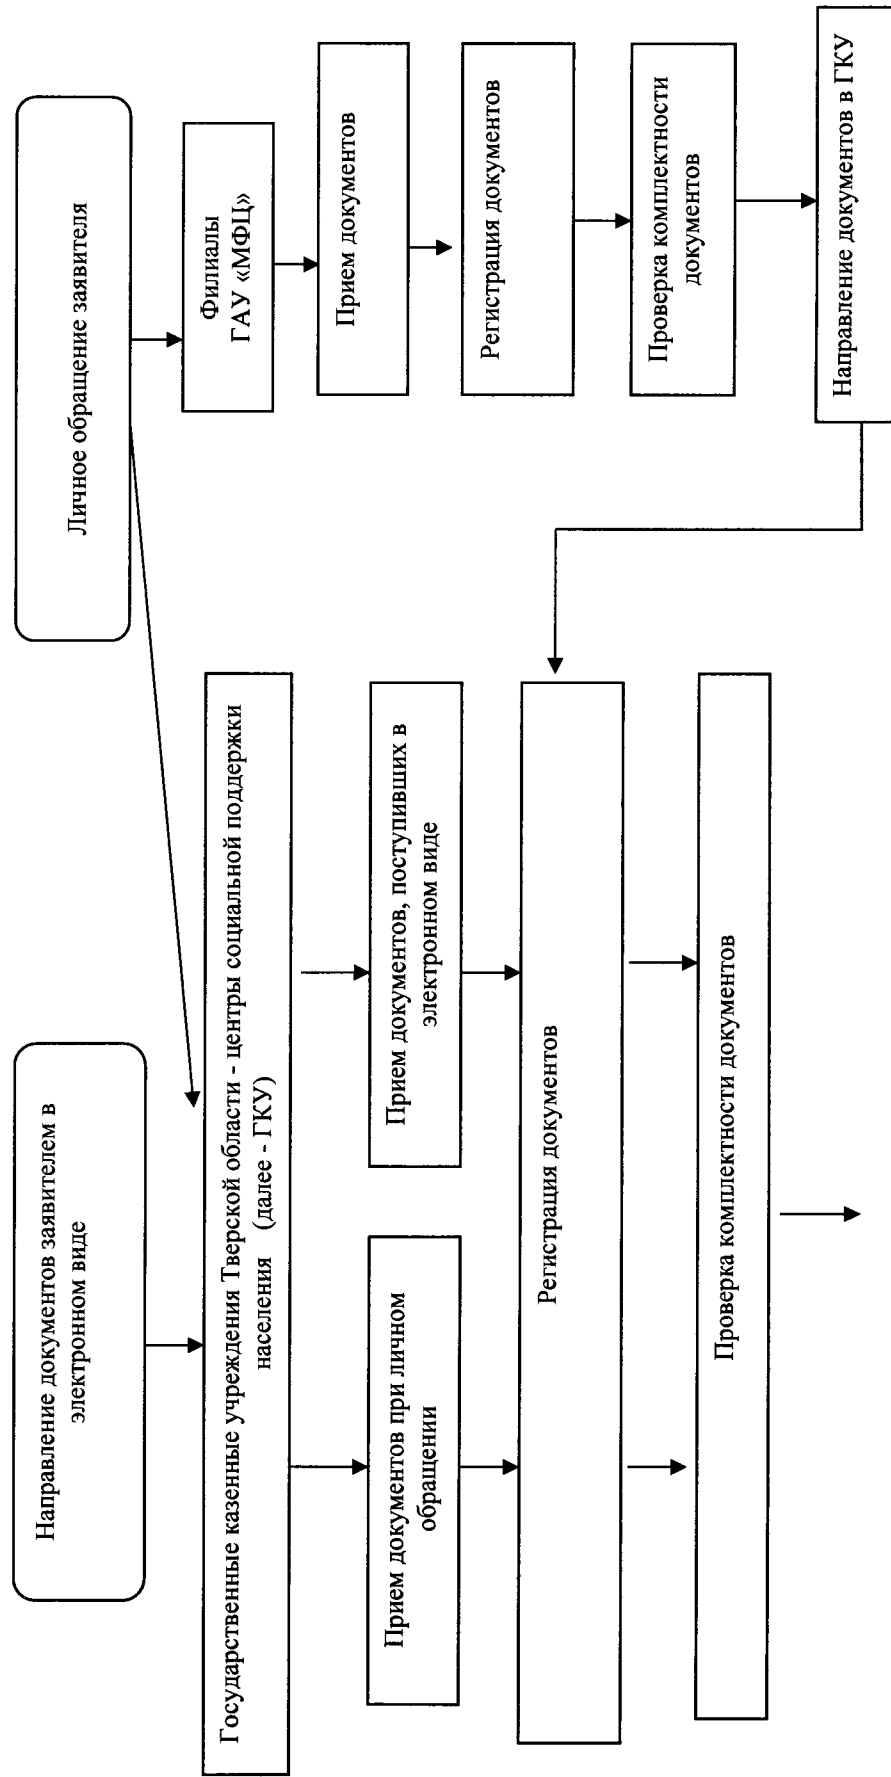 Направление документов заявителем в
электронном виде
Личное обращение заявителя
Государственные казенные учреждения Тверской области - центры социальной поддержки
населения (далее - ГКУ)
Филиалы
ГАУ «МФЦ»
Прием документов при личном
обращении
Прием документов, поступивших в
электронном виде
Прием документов
Регистрация документов
Регистрация документов
Проверка комплектности документов
Проверка комплектности
документов
Направление документов в ГКУ